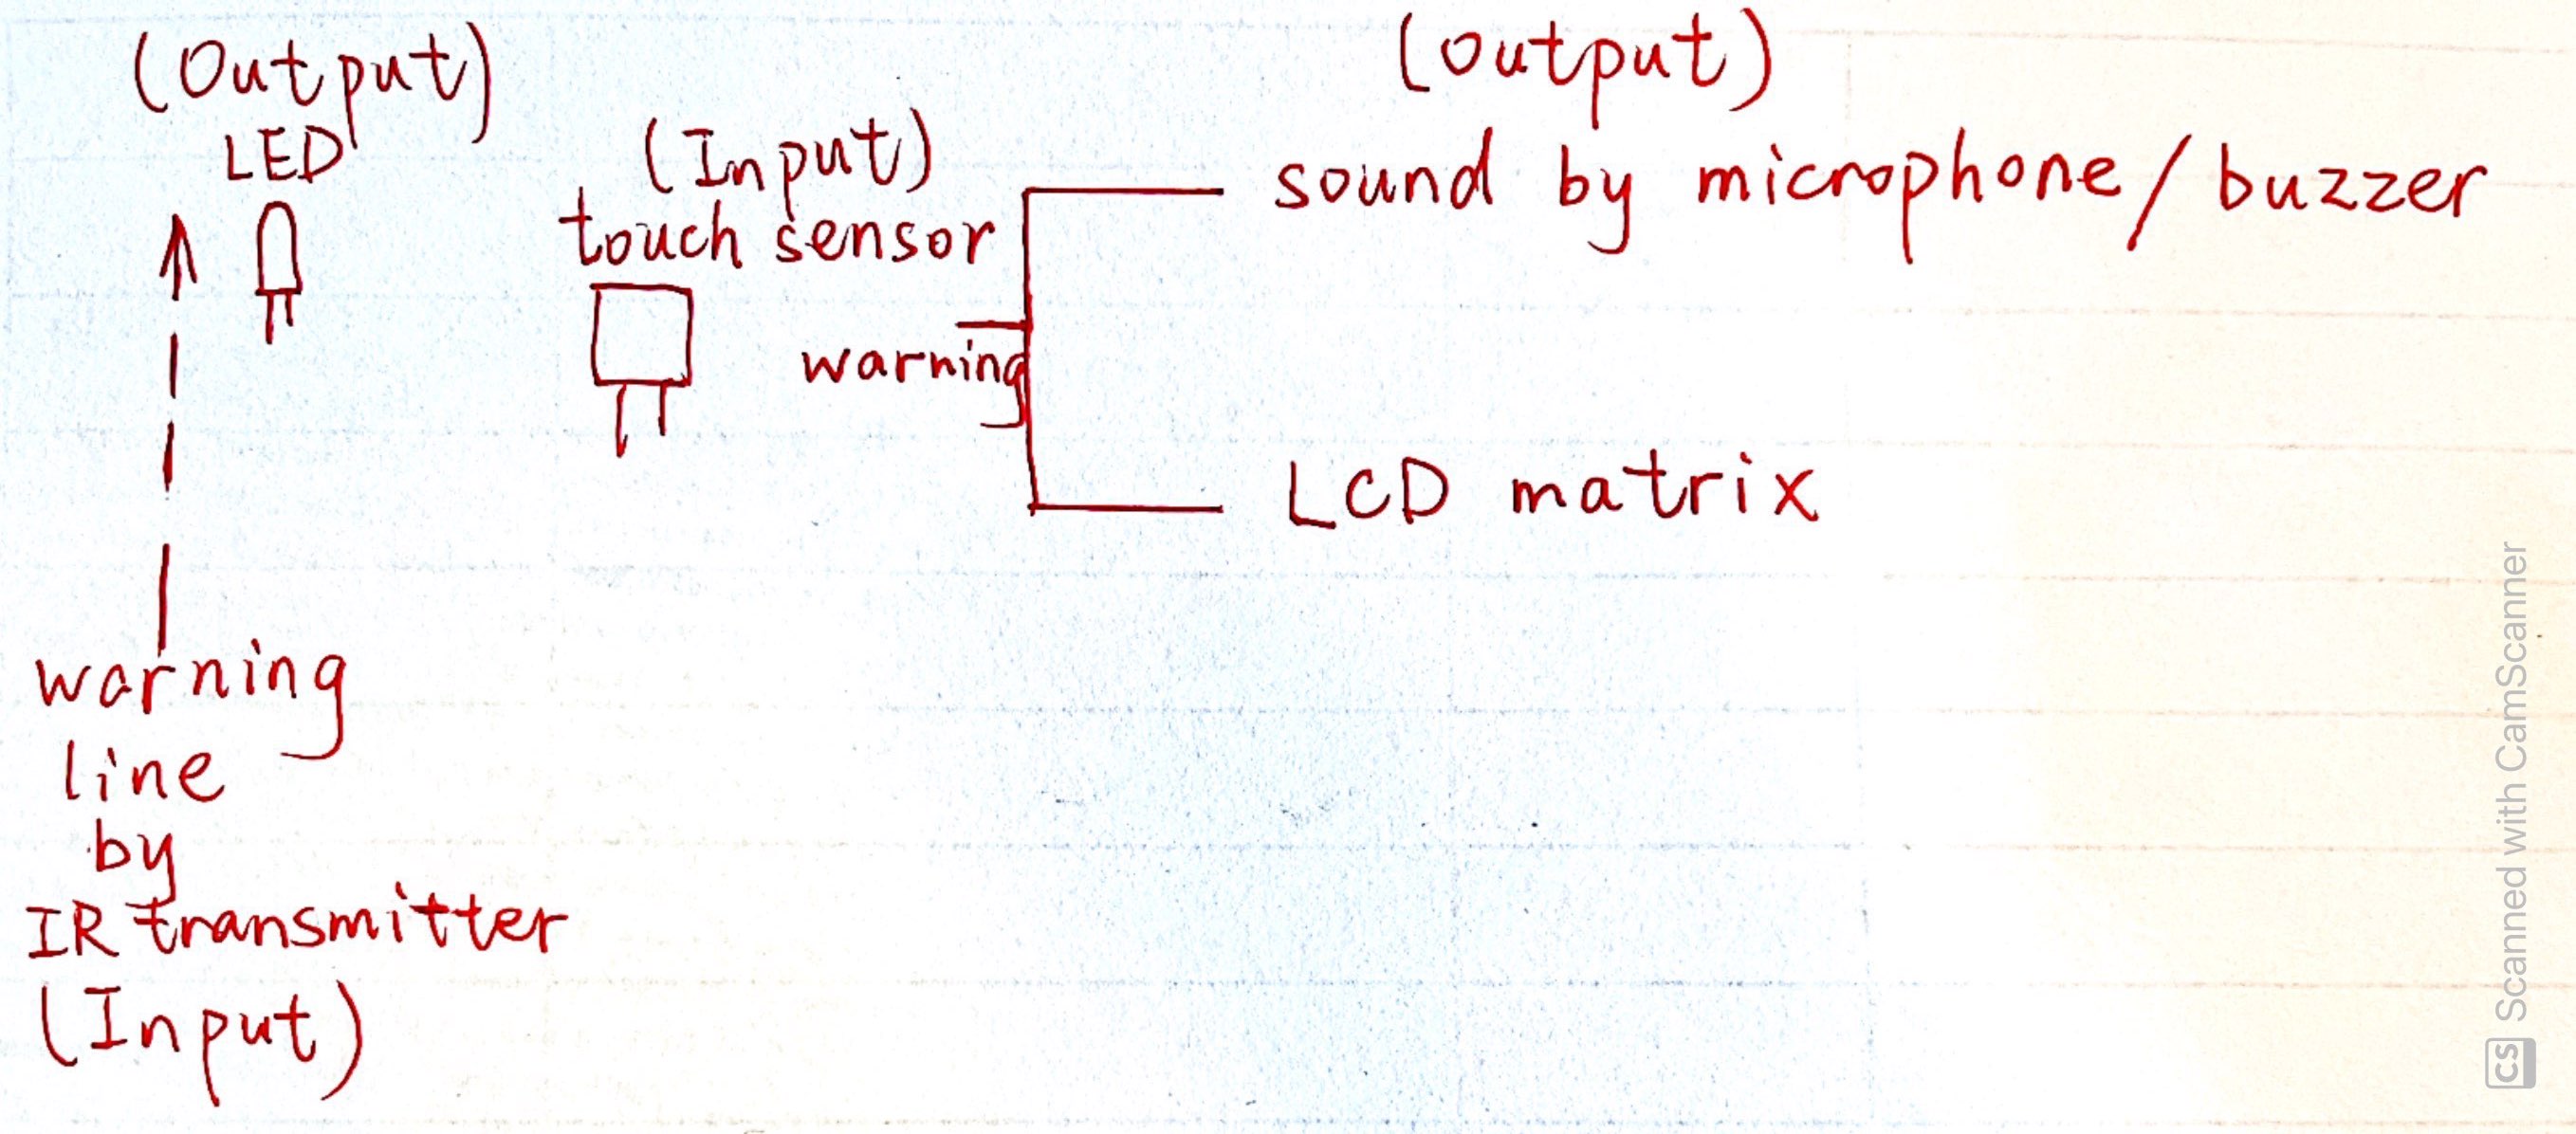 (Output)
LED
(Input)
touch sensor
warning
(output)
sound by microphone/buzzer
LCD matrix
warning
line
by
IR transmitter
(Input)
CS Scanned with CamScanner